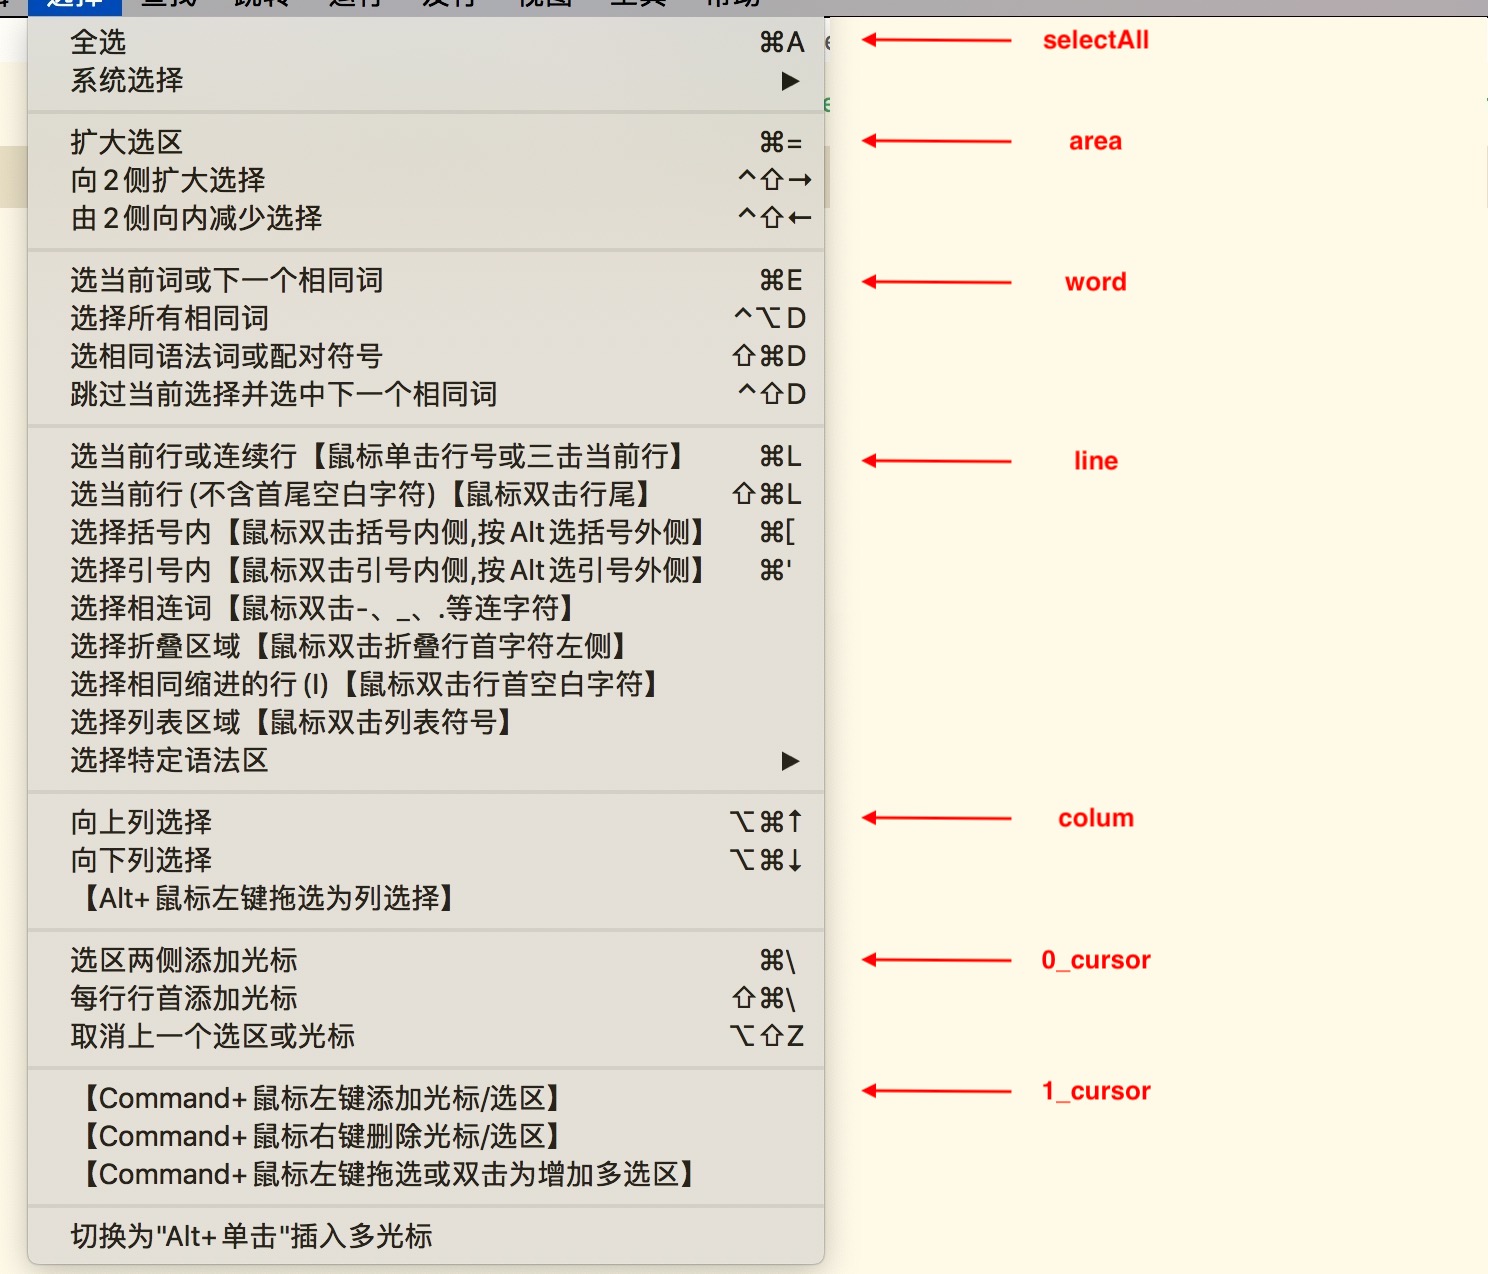 选择 查找 跳转 运行 发行 视图 工具 帮助
全选 ⌘A selectAll
系统选择 ▶
扩大选区 ⌘= area
向2侧扩大选择 ^⇧→
由2侧向内减少选择 ^⇧←
选当前词或下一个相同词 ⌘E word
选择所有相同词 ^⌥D
选相同语法词或配对符号 ⇧⌘D
跳过当前选择并选中下一个相同词 ^⇧D
选当前行或连续行【鼠标单击行号或三击当前行】 ⌘L line
选当前行(不含首尾空白字符)【鼠标双击行尾】 ⇧⌘L
选择括号内【鼠标双击括号内侧,按Alt选括号外侧】 ⌘[
选择引号内【鼠标双击引号内侧,按Alt选引号外侧】 ⌘'
选择相连词【鼠标双击-、_、.等连字符】
选择折叠区域【鼠标双击折叠行首字符左侧】
选择相同缩进的行(I)【鼠标双击行首空白字符】
选择列表区域【鼠标双击列表符号】
选择特定语法区 ▶
向上列选择 ⌥⌘↑ colum
向下列选择 ⌥⌘↓
【Alt+鼠标左键拖选为列选择】
选区两侧添加光标 ⌘\ 0_cursor
每行行首添加光标 ⇧⌘\
取消上一个选区或光标 ⌥⇧Z
【Command+鼠标左键添加光标/选区】 1_cursor
【Command+鼠标右键删除光标/选区】
【Command+鼠标左键拖选或双击为增加多选区】
切换为"Alt+单击"插入多光标